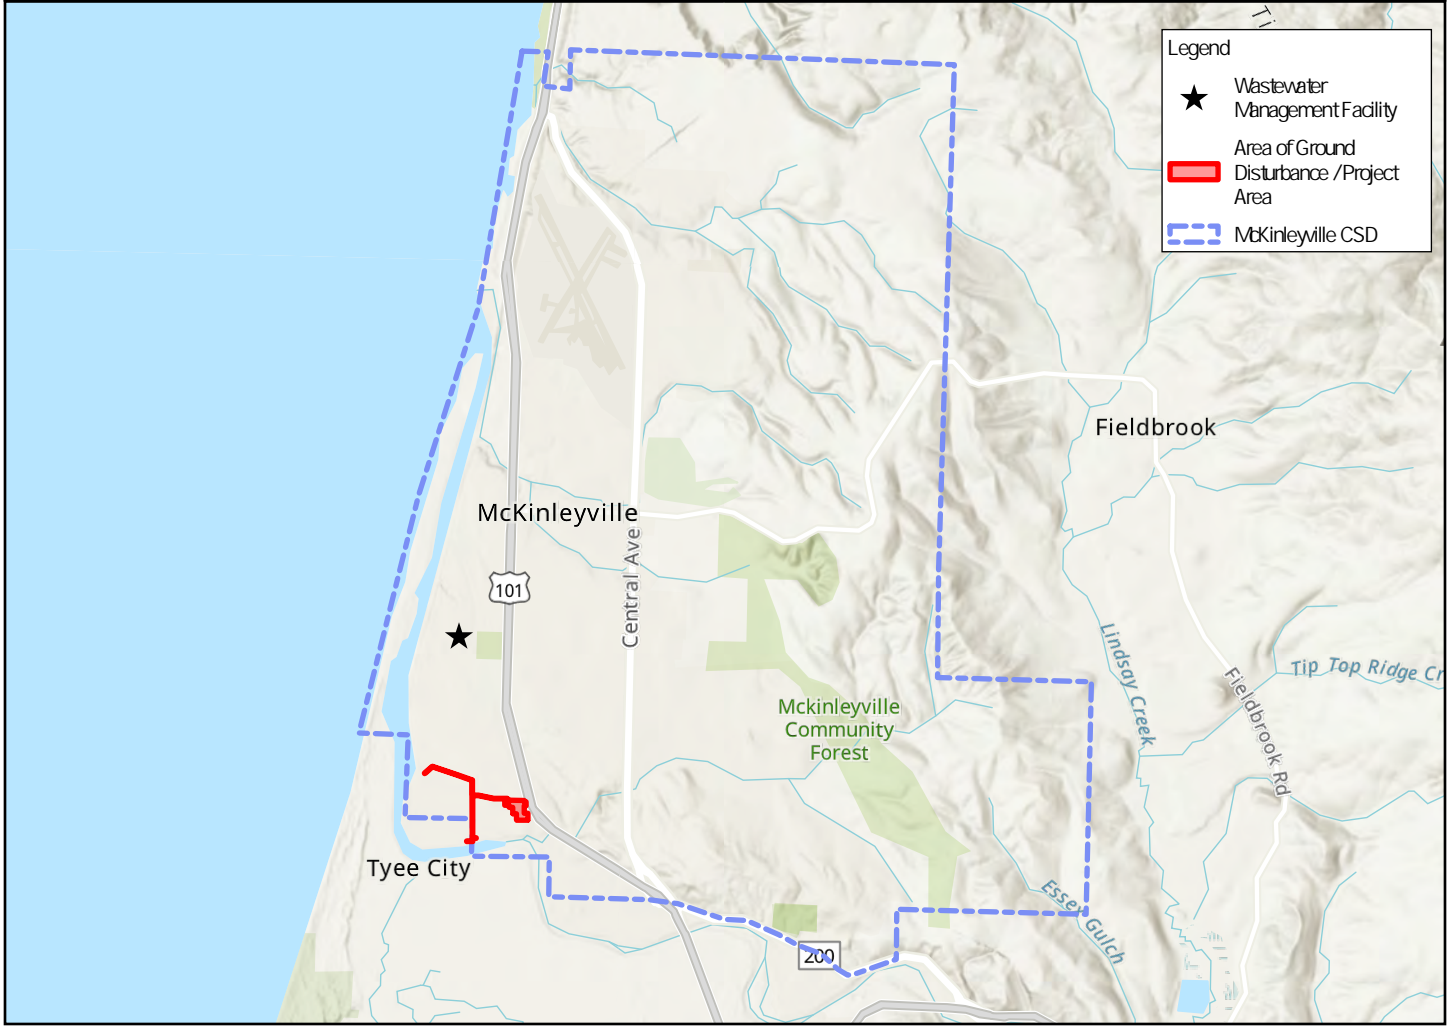 Ti
Legend
Wastewater
Management Facility
Area of Ground
Disturbance / Project
Area
McKinleyville CSD
Fieldbrook
McKinleyville
Central Ave
101
Lindsay Creek
Tip Top Ridge Cr
Fieldbrook Rd
Mckinleyville
Community
Forest
Tyee City
Essex Gulch
200